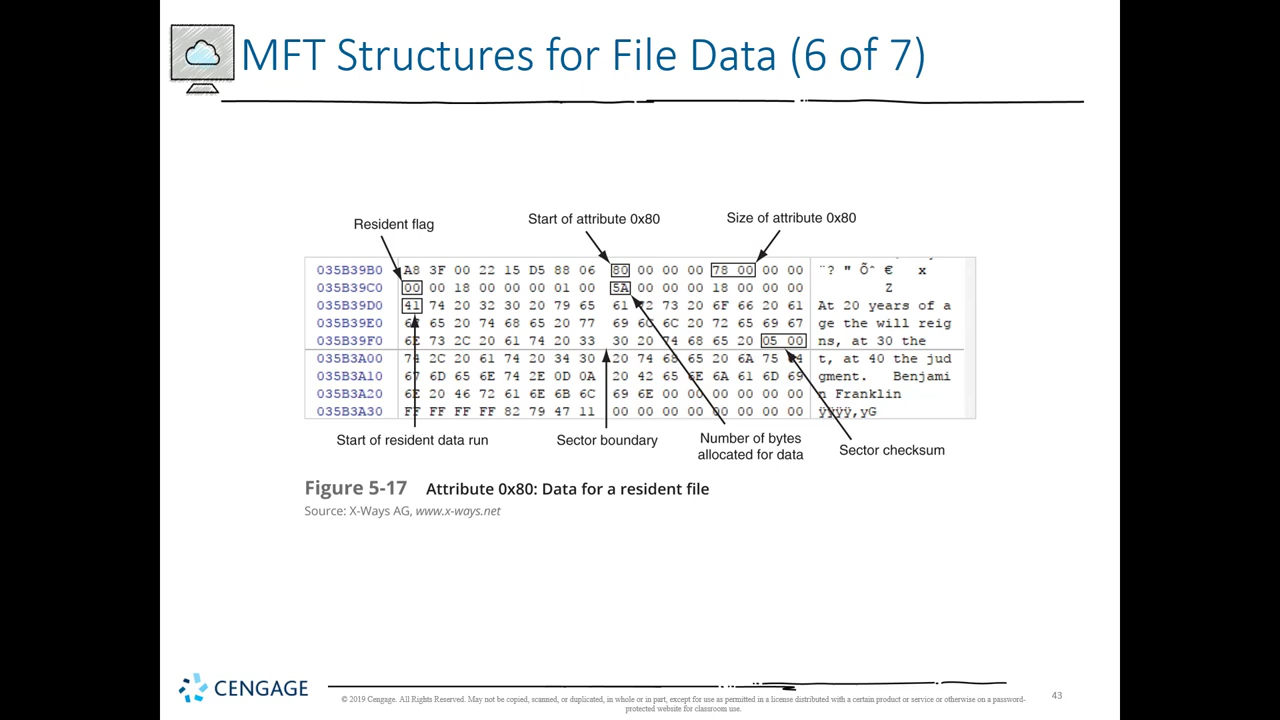 MFT Structures for File Data (6 of 7)
Resident flag
Start of attribute 0x80
Size of attribute 0x80
035B39B0 A8 3F 00 22 15 D5 88 06 80 00 00 00 78 00 00 00 ¨? " Õˆ € x
035B39C0 00 00 18 00 00 00 01 00 5A 00 00 00 18 00 00 00 Z
035B39D0 41 74 20 32 30 20 79 65 61 72 73 20 6F 66 20 61 At 20 years of a
035B39E0 67 65 20 74 68 65 20 77 69 6C 6C 20 72 65 69 67 ge the will reig
035B39F0 6E 73 2C 20 61 74 20 33 30 20 74 68 65 20 05 00 ns, at 30 the
035B3A00 74 2C 20 61 74 20 34 30 20 74 68 65 20 6A 75 64 t, at 40 the jud
035B3A10 67 6D 65 6E 74 2E 0D 0A 20 42 65 6E 6A 61 6D 69 gment. Benjami
035B3A20 6E 20 46 72 61 6E 6B 6C 69 6E 00 00 00 00 00 00 n Franklin
035B3A30 FF FF FF FF 82 79 47 11 00 00 00 00 00 00 00 00 ÿÿÿÿ‚yG
Start of resident data run
Sector boundary
Number of bytes
allocated for data
Sector checksum
Figure 5-17 Attribute 0x80: Data for a resident file
Source: X-Ways AG, www.x-ways.net
CENGAGE
© 2019 Cengage. All Rights Reserved. May not be copied, scanned, or duplicated, in whole or in part, except for use as permitted in a license distributed with a certain product or service or otherwise on a password-
protected website for classroom use.
43